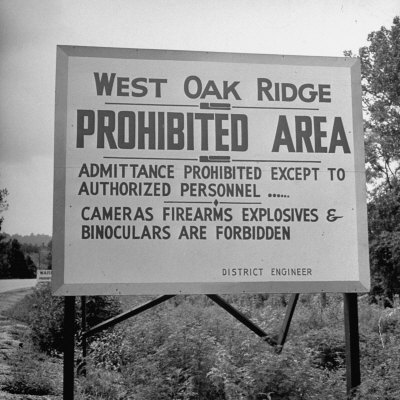 WEST OAK RIDGE
PROHIBITED AREA
ADMITTANCE PROHIBITED EXCEPT TO
AUTHORIZED PERSONNEL ......
CAMERAS FIREARMS EXPLOSIVES &
BINOCULARS ARE FORBIDDEN
DISTRICT ENGINEER